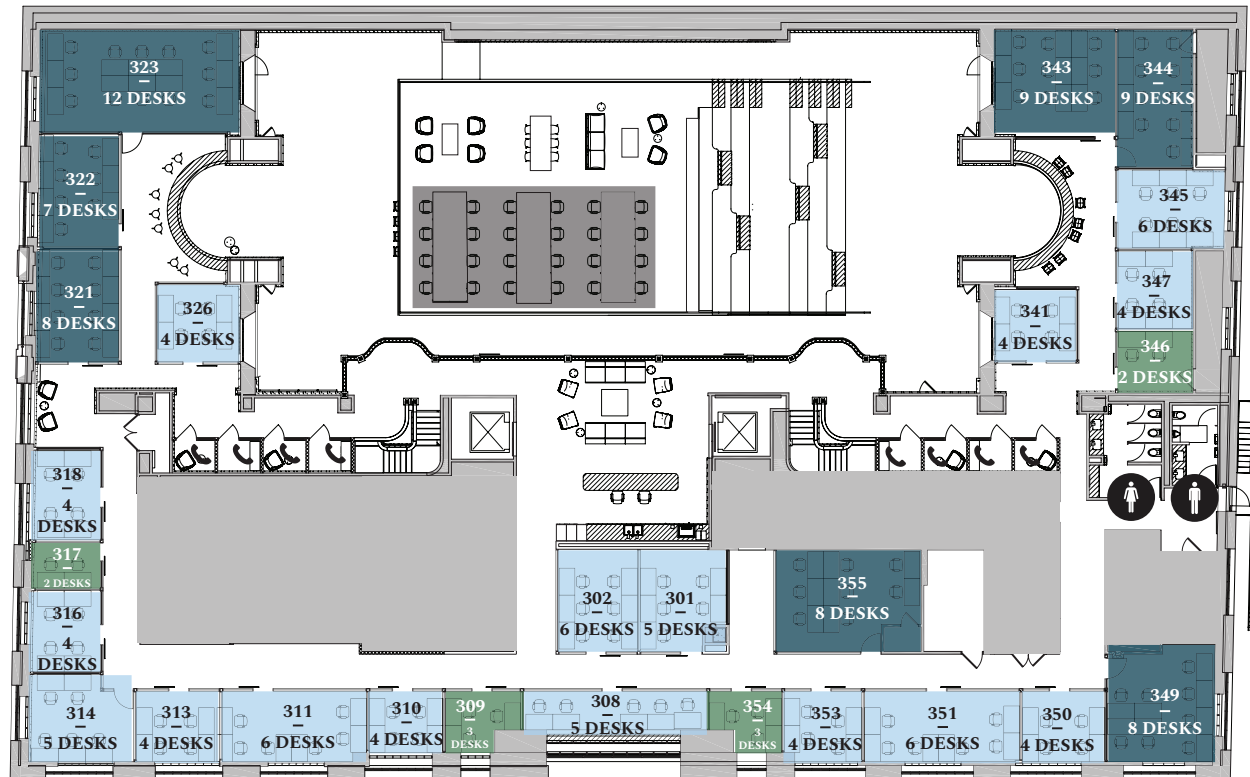 323
12 DESKS
343
9 DESKS
344
9 DESKS
322
7 DESKS
345
6 DESKS
321
8 DESKS
326
4 DESKS
341
4 DESKS
347
4 DESKS
346
2 DESKS
318
4
DESKS
317
2 DESKS
316
4
DESKS
302
6 DESKS
301
5 DESKS
355
8 DESKS
314
5 DESKS
313
4 DESKS
311
6 DESKS
310
4 DESKS
309
3
DESKS
308
5 DESKS
354
3
DESKS
353
4 DESKS
351
6 DESKS
350
4 DESKS
349
8 DESKS